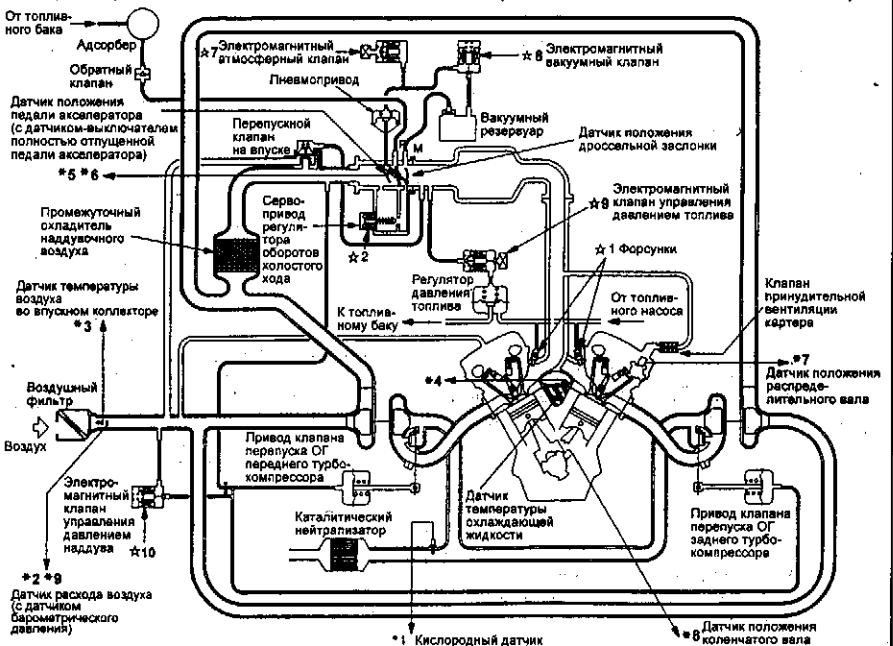 От топлив-
ного бака
Адсорбер
Обратный
клапан
☆7 Электромагнитный
атмосферный клапан
☆8 Электромагнитный
вакуумный клапан
Пневмопривод
Датчик положения
педали акселератора
(с датчиком-выключателем
полностью отпущенной
педали акселератора)
*5 *6
Перепускной
клапан
на впуске
P M
Вакуумный
резервуар
Датчик положения
дроссельной заслонки
Промежуточный
охладитель
наддувочного
воздуха
Серво-
привод
регуля-
тора
оборотов
холостого
хода
☆2
☆9 Электромагнитный
клапан управления
давлением топлива
☆1 Форсунки
Регулятор
давления
топлива
Клапан
принудительной
вентиляции
картера
Датчик температуры
воздуха
во впускном коллекторе
*3
К топлив-
ному баку
От топлив-
ного насоса
*4
*7
Датчик положения
распреде-
лительного вала
Воздушный
фильтр
Воздух
Привод клапана
перепуска ОГ
переднего турбо-
компрессора
Электро-
магнитный
клапан
управления
давлением
наддува
☆10
Каталитический
нейтрализатор
Датчик
температуры
охлаждающей
жидкости
Привод клапана
перепуска ОГ
заднего турбо-
компрессора
*2 *9
Датчик расхода воздуха
(с датчиком
барометрического
давления)
*1 Кислородный датчик
*8 Датчик положения
коленчатого вала